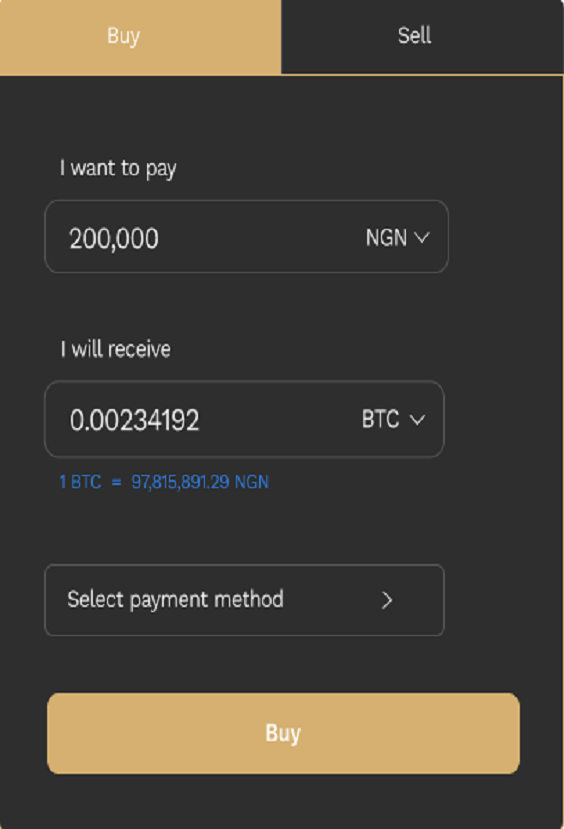 Buy Sell
I want to pay
200,000 NGN
I will receive
0.00234192 BTC
1 BTC = 97,815,891.29 NGN
Select payment method
Buy